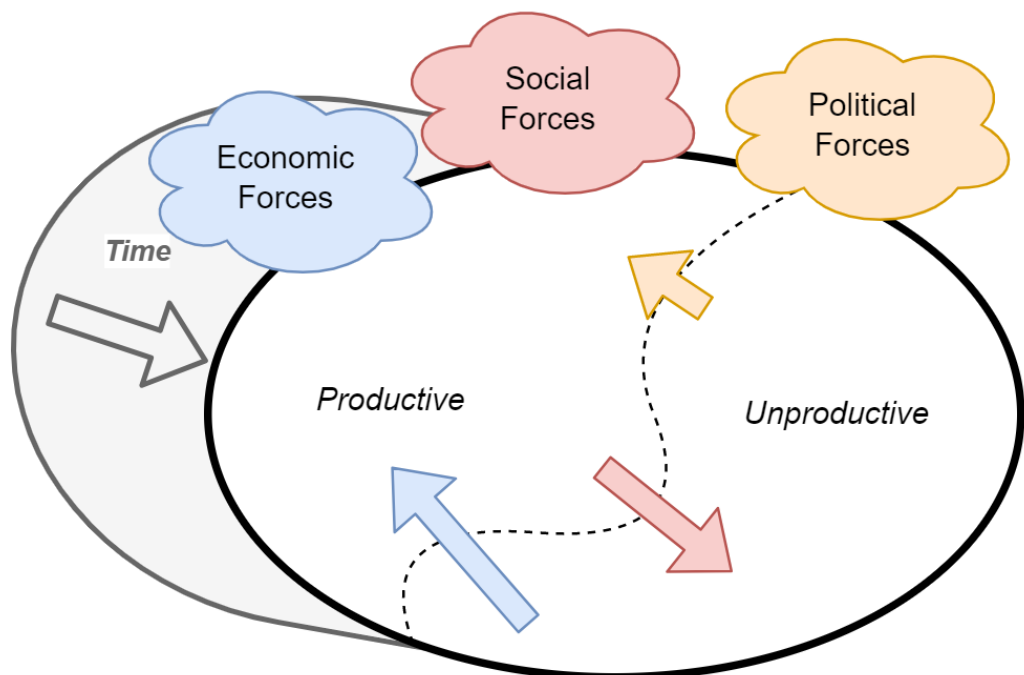 Social
Forces
Political
Forces
Economic
Forces
Time
Productive
Unproductive